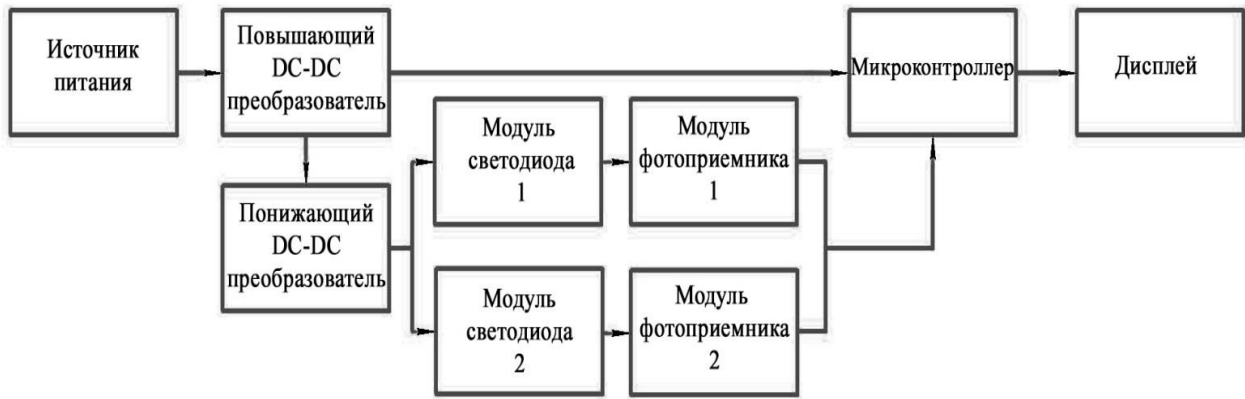 Источник
питания
Повышающий
DC-DC
преобразователь
Микроконтроллер
Дисплей
Модуль
светодиода
1
Модуль
фотоприемника
1
Понижающий
DC-DC
преобразователь
Модуль
светодиода
2
Модуль
фотоприемника
2